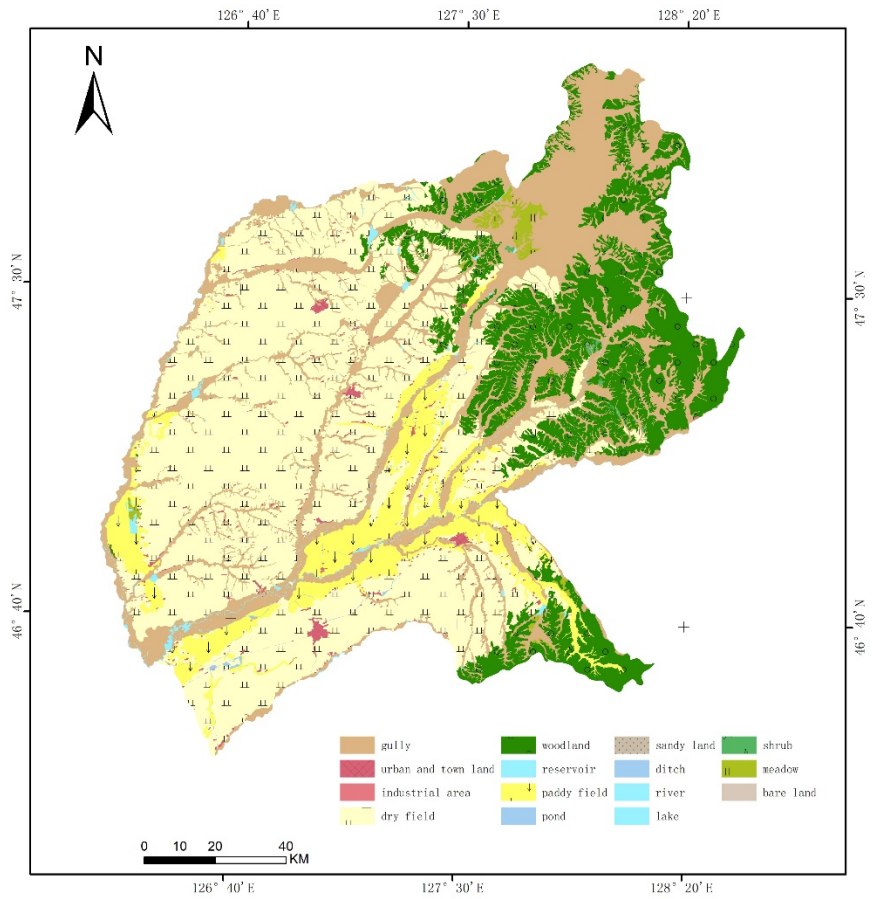 126° 40′E 127° 30′E 128° 20′E
N
47° 30′N 47° 30′N
46° 40′N 46° 40′N
gully woodland sandy land shrub
urban and town land reservoir ditch meadow
industrial area paddy field river bare land
dry field pond lake
0 10 20 40
KM
126° 40′E 127° 30′E 128° 20′E